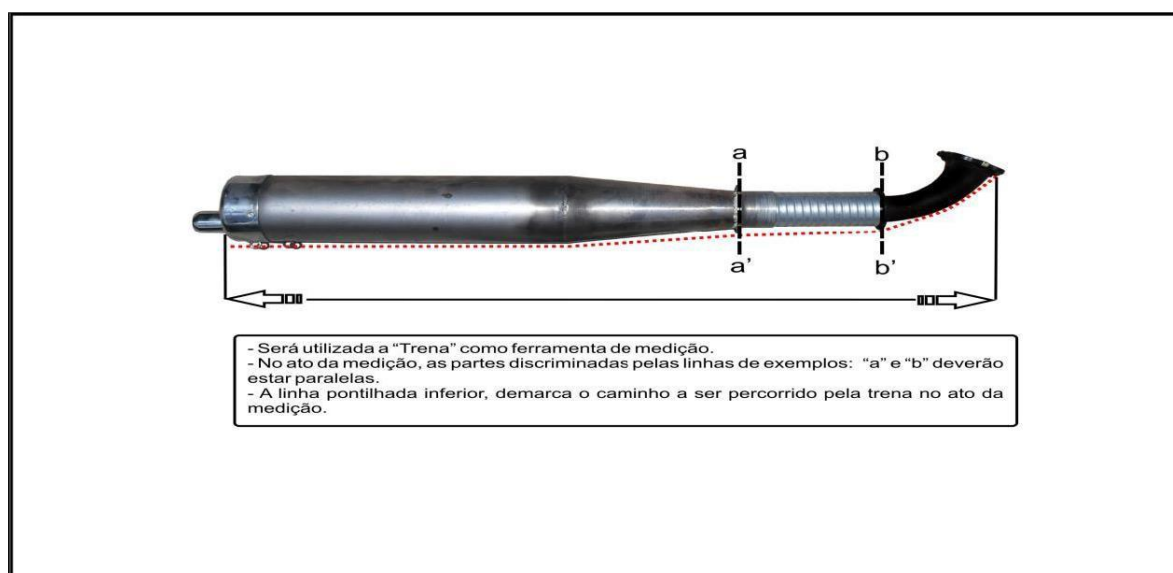 a b
a’ b’
- Será utilizada a “Trena” como ferramenta de medição.
- No ato da medição, as partes discriminadas pelas linhas de exemplos: “a” e “b” deverão
estar paralelas.
- A linha pontilhada inferior, demarca o caminho a ser percorrido pela trena no ato da
medição.